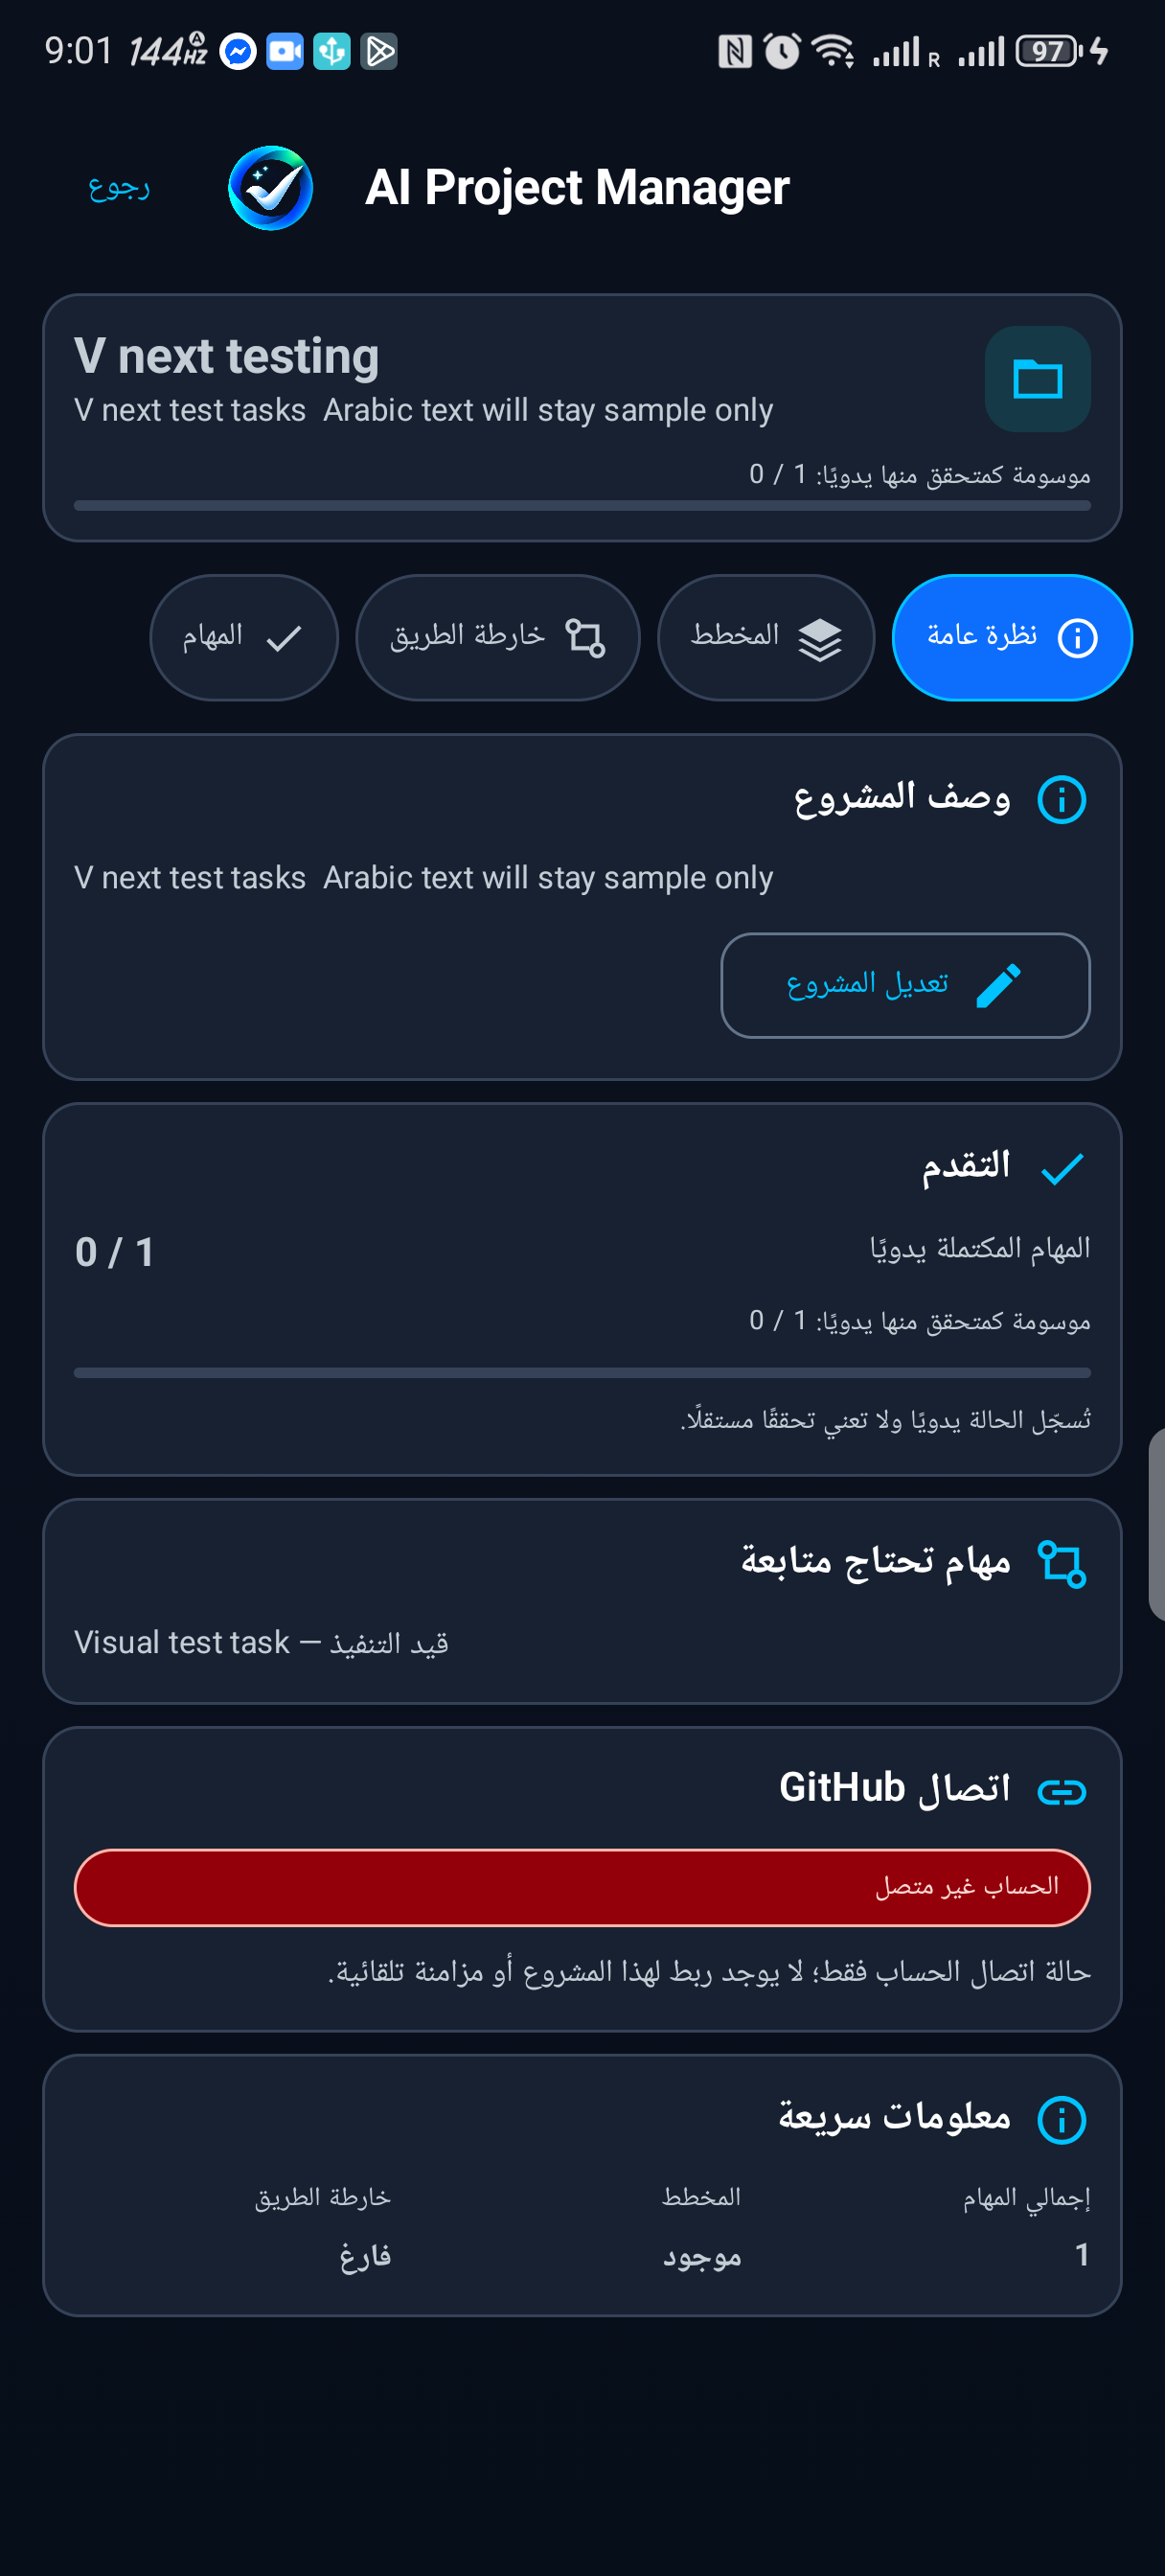 9:01 144HZ A R 97
رجوع AI Project Manager
V next testing
V next test tasks  Arabic text will stay sample only
موسومة كمتحقق منها يدويًا: 1 / 0
نظرة عامة
المخطط
خارطة الطريق
المهام
وصف المشروع
V next test tasks  Arabic text will stay sample only
تعديل المشروع
التقدم
المهام المكتملة يدويًا
0 / 1
موسومة كمتحقق منها يدويًا: 1 / 0
تُسجّل الحالة يدويًا ولا تعني تحققًا مستقلًا.
مهام تحتاج متابعة
Visual test task — قيد التنفيذ
اتصال GitHub
الحساب غير متصل
حالة اتصال الحساب فقط؛ لا يوجد ربط لهذا المشروع أو مزامنة تلقائية.
معلومات سريعة
إجمالي المهام
1
المخطط
موجود
خارطة الطريق
فارغ